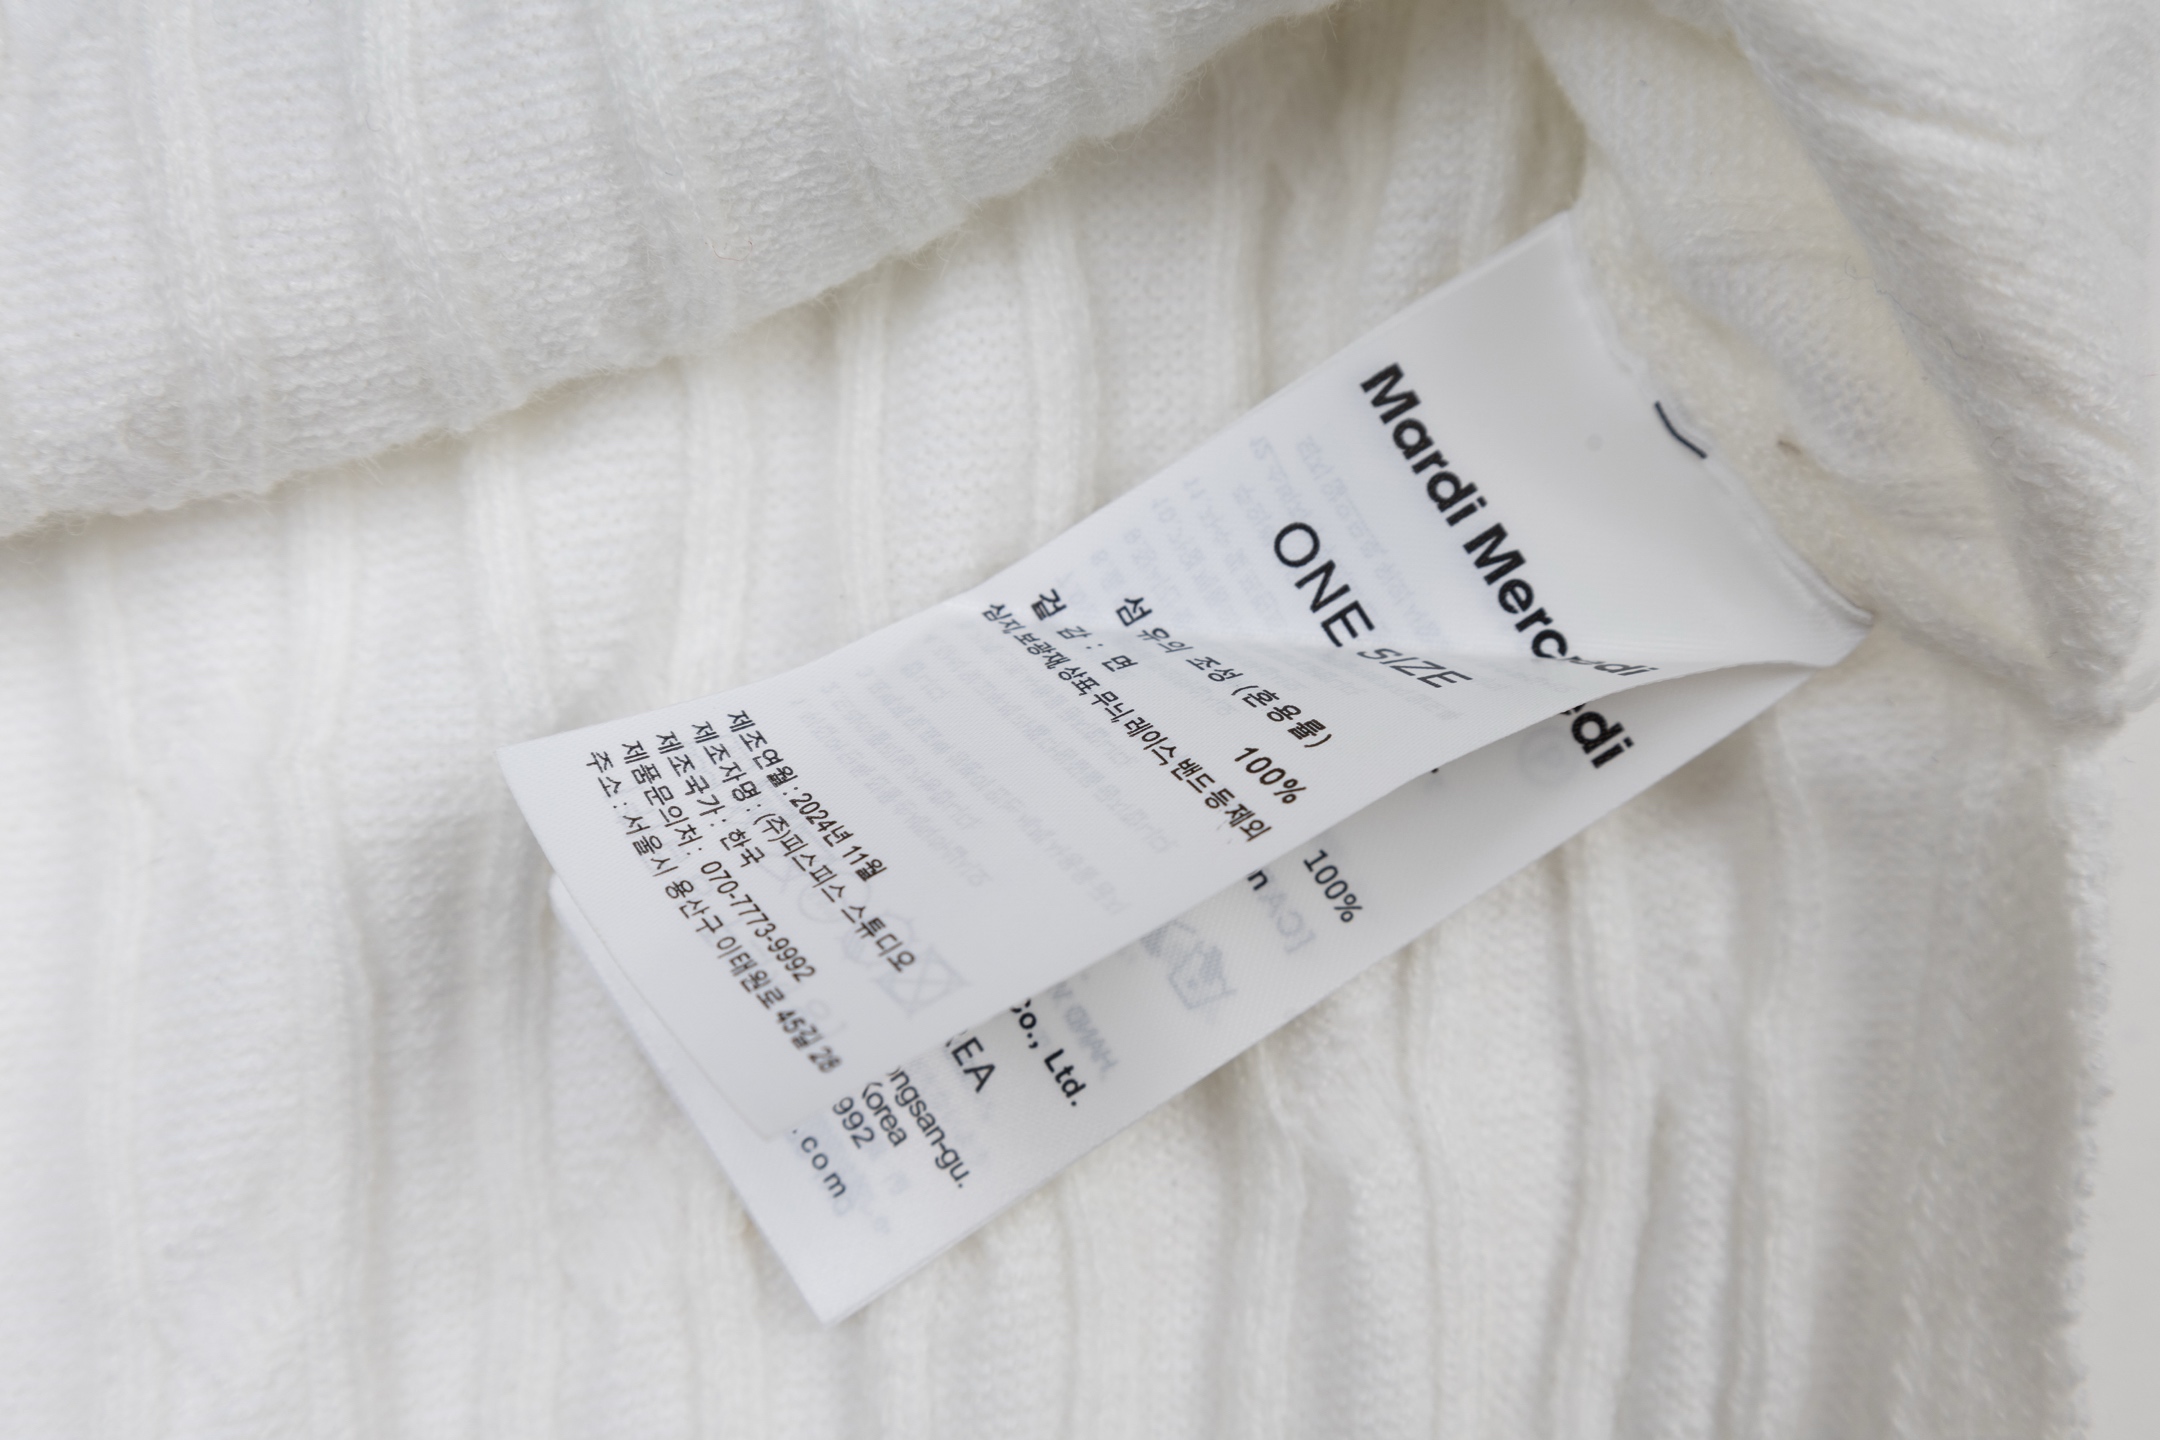 Mardi Mercredi
ONE SIZE
섬유의 조성 (혼용률)
겉감 : 면 100%
심지, 보광재, 상표, 무늬, 레이스, 밴드 등 제외
제조연월 : 2024년 11월
제조자명 : (주)피스피스 스튜디오
제조국가 : 한국
제품문의처 : 070-7773-9992
주소 : 서울시 용산구 이태원로 45길 28
edi
100%
n
Co., Ltd.
REA
ongsan-gu.
Korea
992
.com